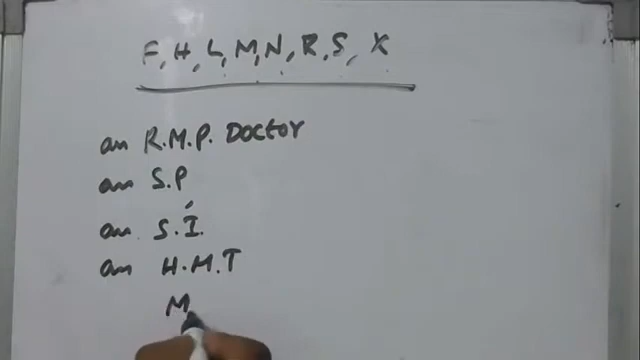 F, H, L, M, N, R, S, X
an R.M.P. Doctor
an S.P
an S.I.
an H.M.T
M